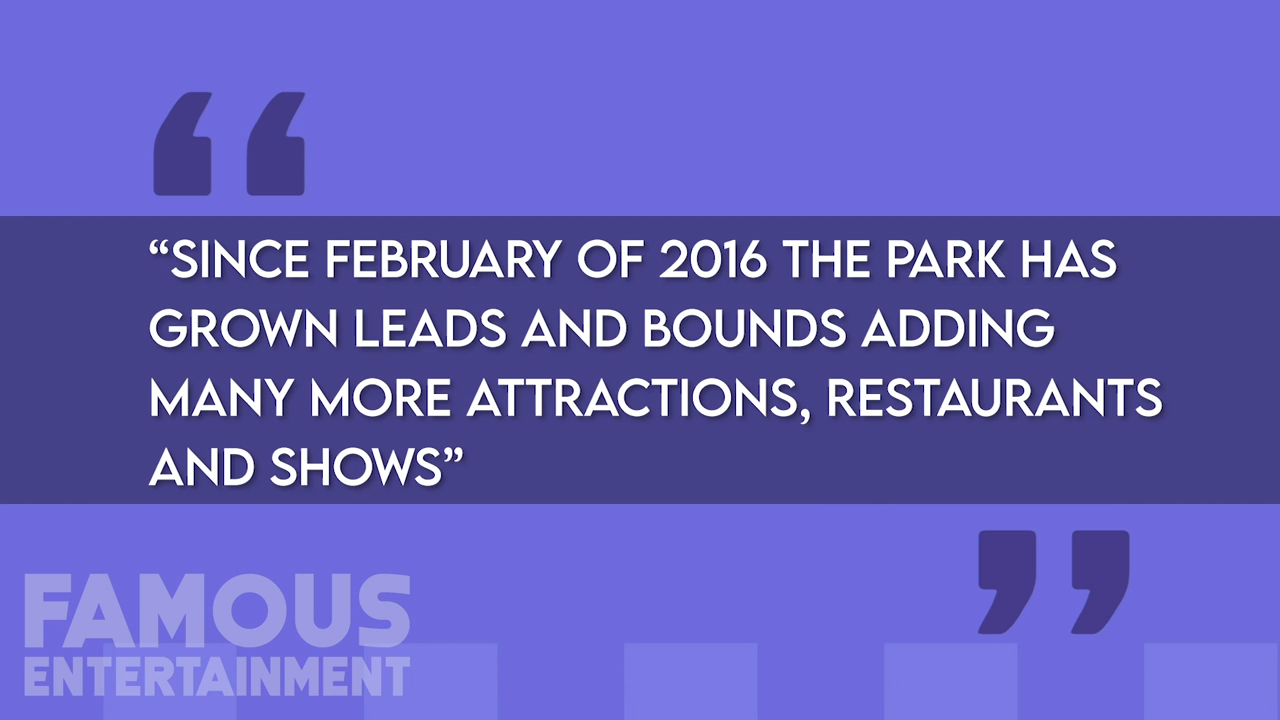 “SINCE FEBRUARY OF 2016 THE PARK HAS
GROWN LEADS AND BOUNDS ADDING
MANY MORE ATTRACTIONS, RESTAURANTS
AND SHOWS”
FAMOUS
ENTERTAINMENT